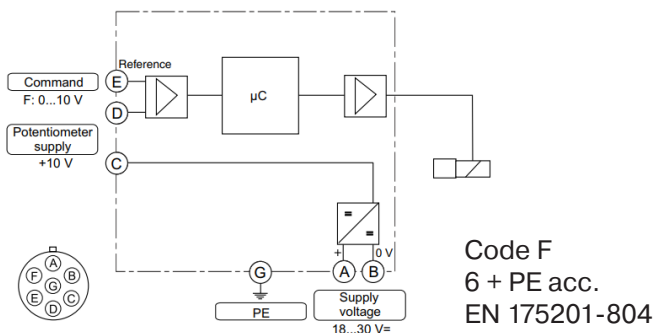 Reference
Command
E
F: 0...10 V
D
µC
Potentiometer
supply
+10 V
C
=
=
+
0 V
G
A
B
PE
Supply
voltage
18...30 V=
A
F
B
G
E
C
D
Code F
6 + PE acc.
EN 175201-804